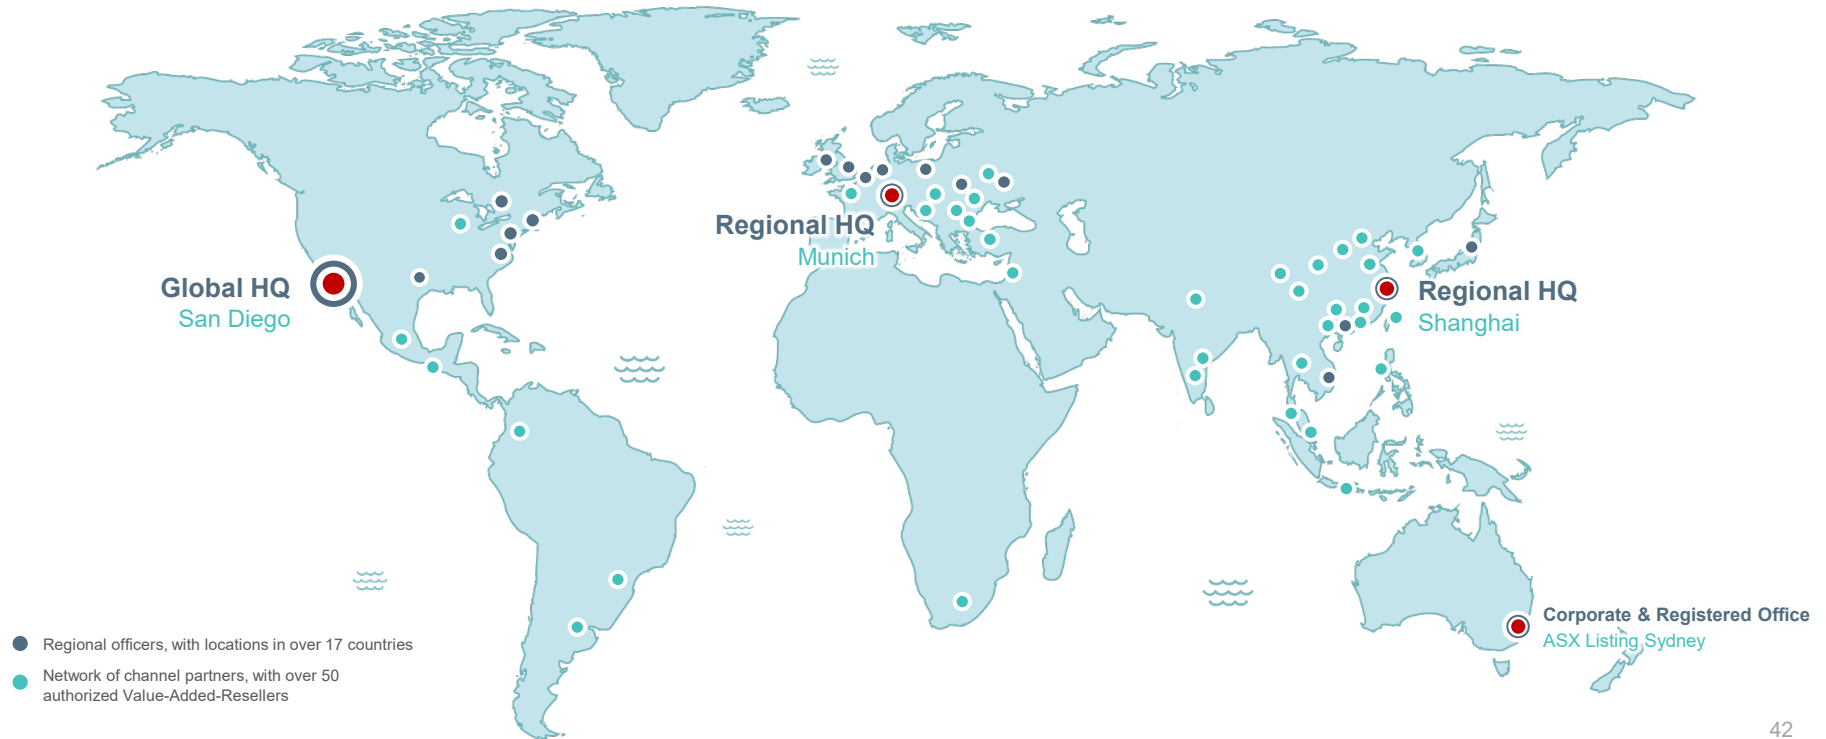 Regional HQ
Munich
Global HQ
San Diego
Regional HQ
Shanghai
Corporate & Registered Office
ASX Listing Sydney
Regional officers, with locations in over 17 countries
Network of channel partners, with over 50
authorized Value-Added-Resellers
42